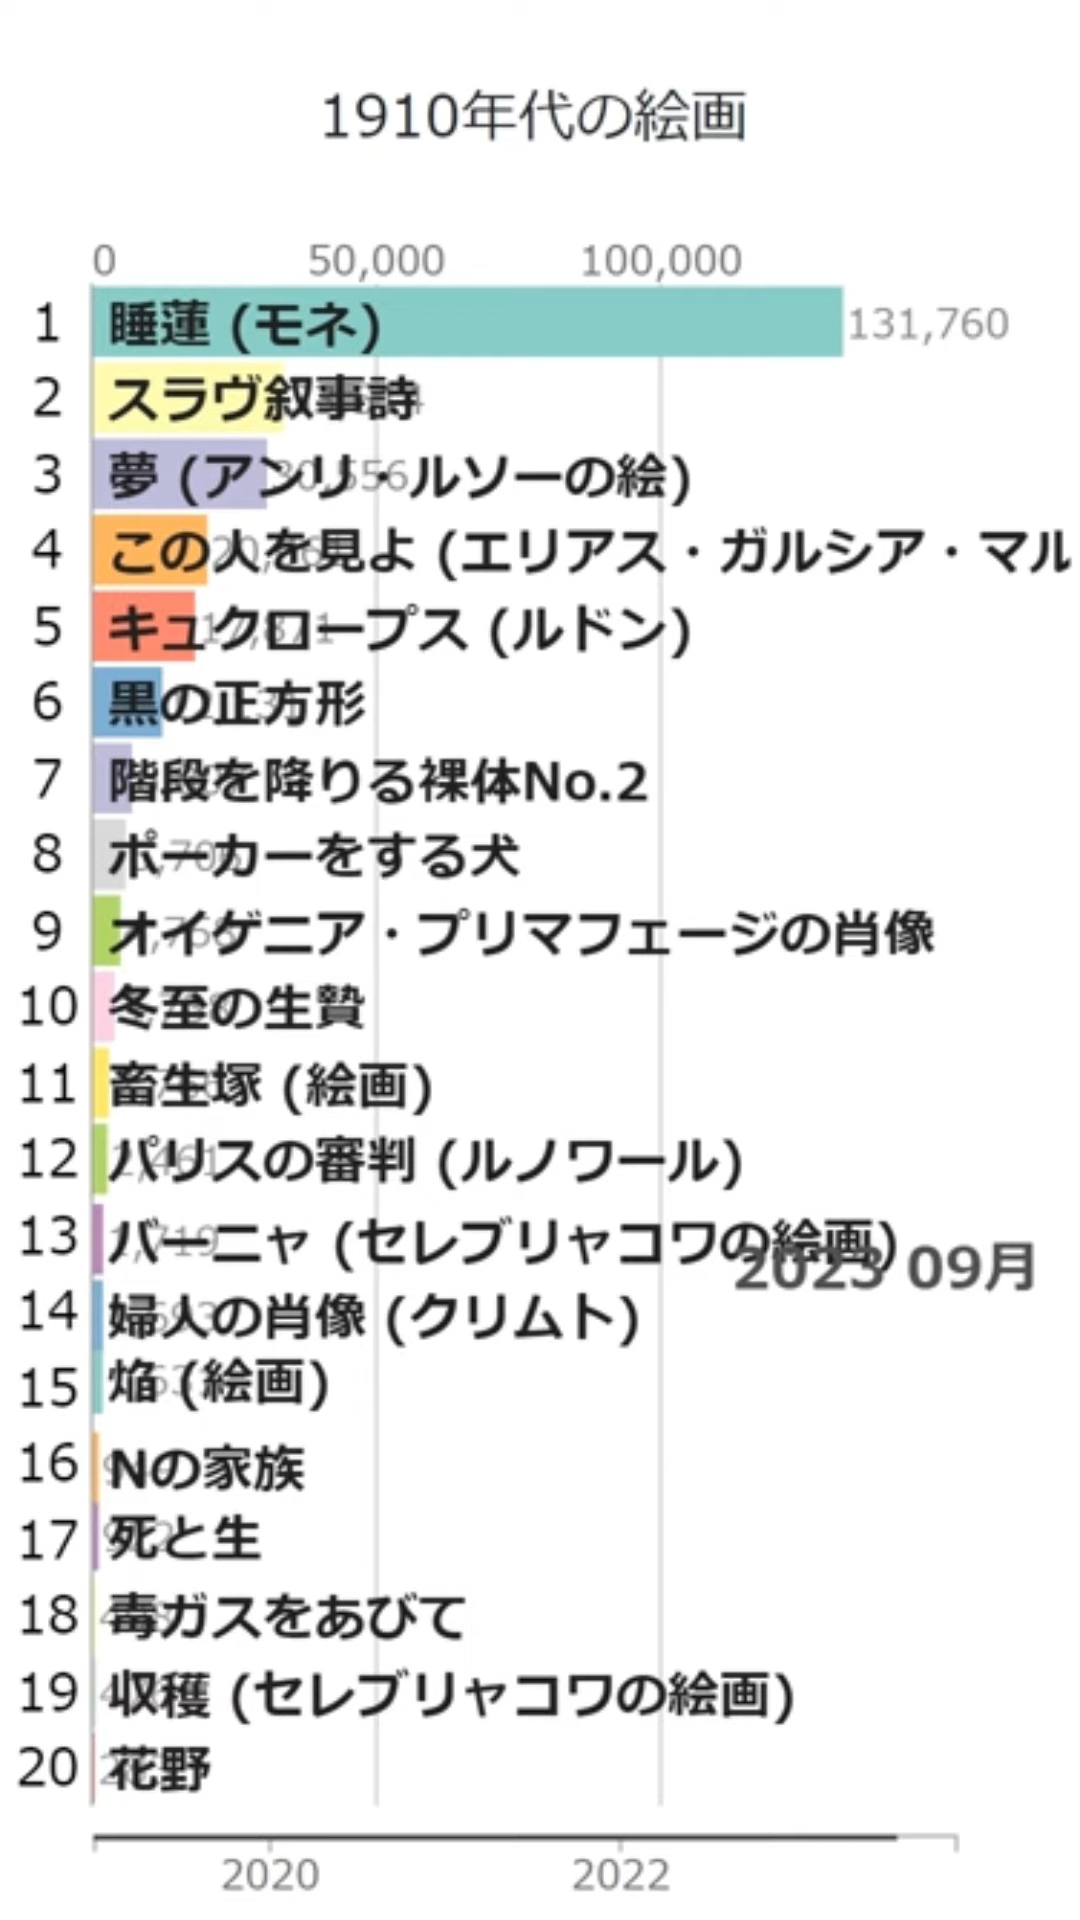 1910年代の絵画
0 50,000 100,000
1 睡蓮 (モネ) 131,760
2 スラヴ叙事詩
3 夢 (アンリ・ルソーの絵) 30,556
4 この人を見よ (エリアス・ガルシア・マル
5 キュクロープス (ルドン) 17,871
6 黒の正方形
7 階段を降りる裸体No.2
8 ポーカーをする犬
9 オイゲニア・プリマフェージの肖像
10 冬至の生贄
11 畜生塚 (絵画)
12 パリスの審判 (ルノワール) 2,461
13 バーニャ (セレブリャコワの絵画) 1,719
2023 09月
14 婦人の肖像 (クリムト)
15 焔 (絵画)
16 Nの家族
17 死と生
18 毒ガスをあびて
19 収穫 (セレブリャコワの絵画)
20 花野
2020 2022